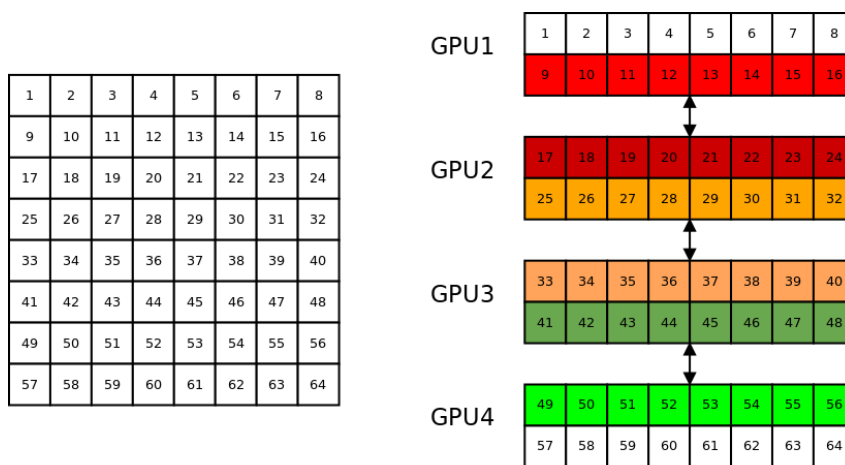 1 2 3 4 5 6 7 8
9 10 11 12 13 14 15 16
17 18 19 20 21 22 23 24
25 26 27 28 29 30 31 32
33 34 35 36 37 38 39 40
41 42 43 44 45 46 47 48
49 50 51 52 53 54 55 56
57 58 59 60 61 62 63 64
GPU1
1 2 3 4 5 6 7 8
9 10 11 12 13 14 15 16
GPU2
17 18 19 20 21 22 23 24
25 26 27 28 29 30 31 32
GPU3
33 34 35 36 37 38 39 40
41 42 43 44 45 46 47 48
GPU4
49 50 51 52 53 54 55 56
57 58 59 60 61 62 63 64